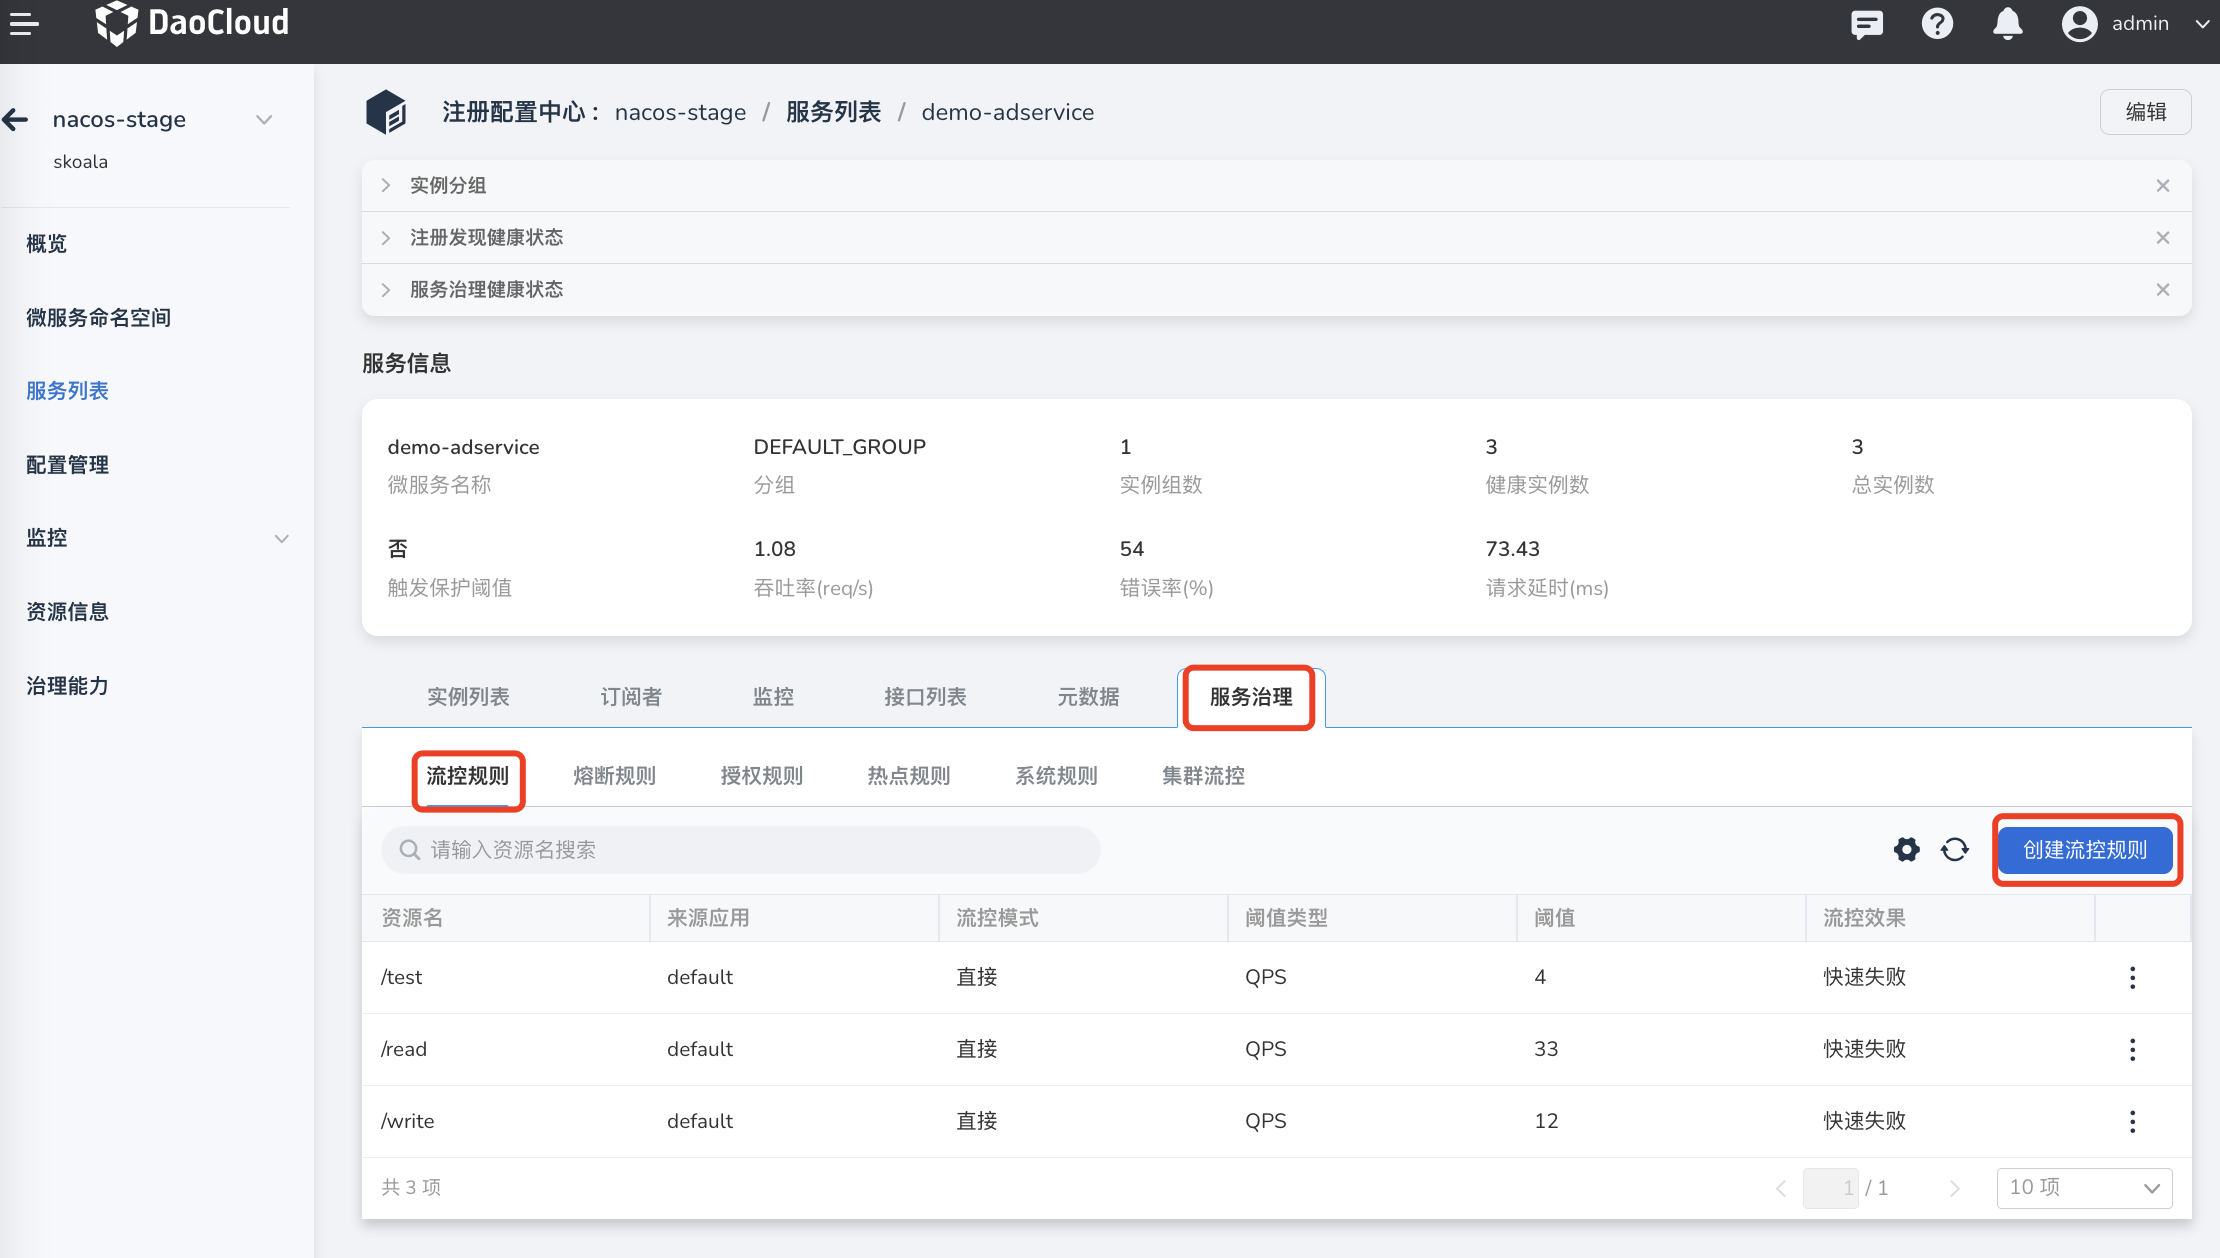 DaoCloud
admin
nacos-stage
skoala
概览
微服务命名空间
服务列表
配置管理
监控
资源信息
治理能力
注册配置中心： nacos-stage / 服务列表 / demo-adservice
编辑
实例分组
注册发现健康状态
服务治理健康状态
服务信息
demo-adservice DEFAULT_GROUP 1 3 3
微服务名称 分组 实例组数 健康实例数 总实例数
否 1.08 54 73.43
触发保护阈值 吞吐率(req/s) 错误率(%) 请求延时(ms)
实例列表 订阅者 监控 接口列表 元数据 服务治理
流控规则 熔断规则 授权规则 热点规则 系统规则 集群流控
请输入资源名搜索 创建流控规则
资源名 来源应用 流控模式 阈值类型 阈值 流控效果
/test default 直接 QPS 4 快速失败
/read default 直接 QPS 33 快速失败
/write default 直接 QPS 12 快速失败
共 3 项 1 / 1 10 项